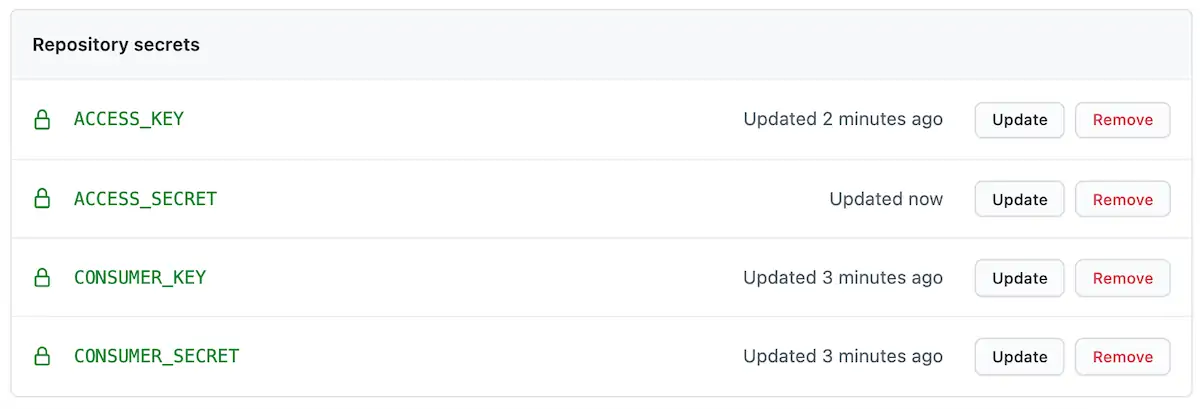 Repository secrets
ACCESS_KEY Updated 2 minutes ago Update Remove
ACCESS_SECRET Updated now Update Remove
CONSUMER_KEY Updated 3 minutes ago Update Remove
CONSUMER_SECRET Updated 3 minutes ago Update Remove